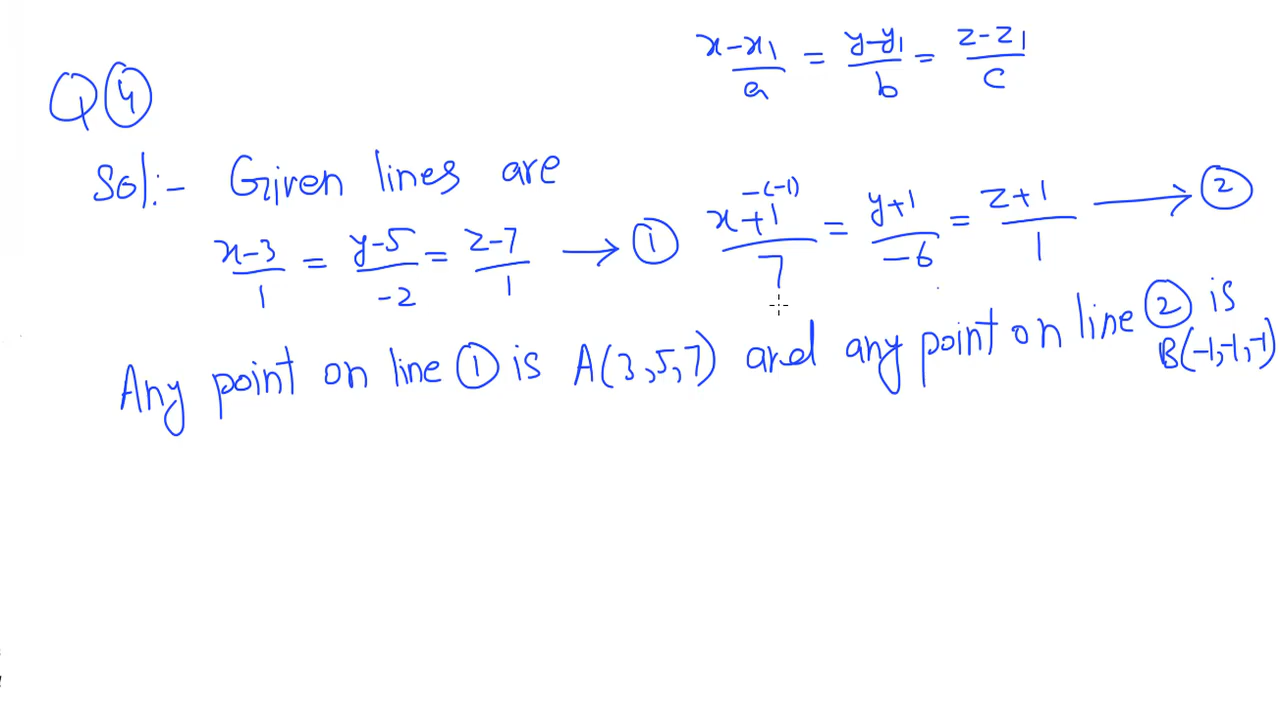 x-x₁/a = y-y₁/b = z-z₁/c
Q④
Sol:- Given lines are
x-3/1 = y-5/-2 = z-7/1 → ① x+1/7 = y+1/-6 = z+1/1 → ②
-(-1)
Any point on line ① is A(3,5,7) and any point on line ② is
B(-1,-1,-1)